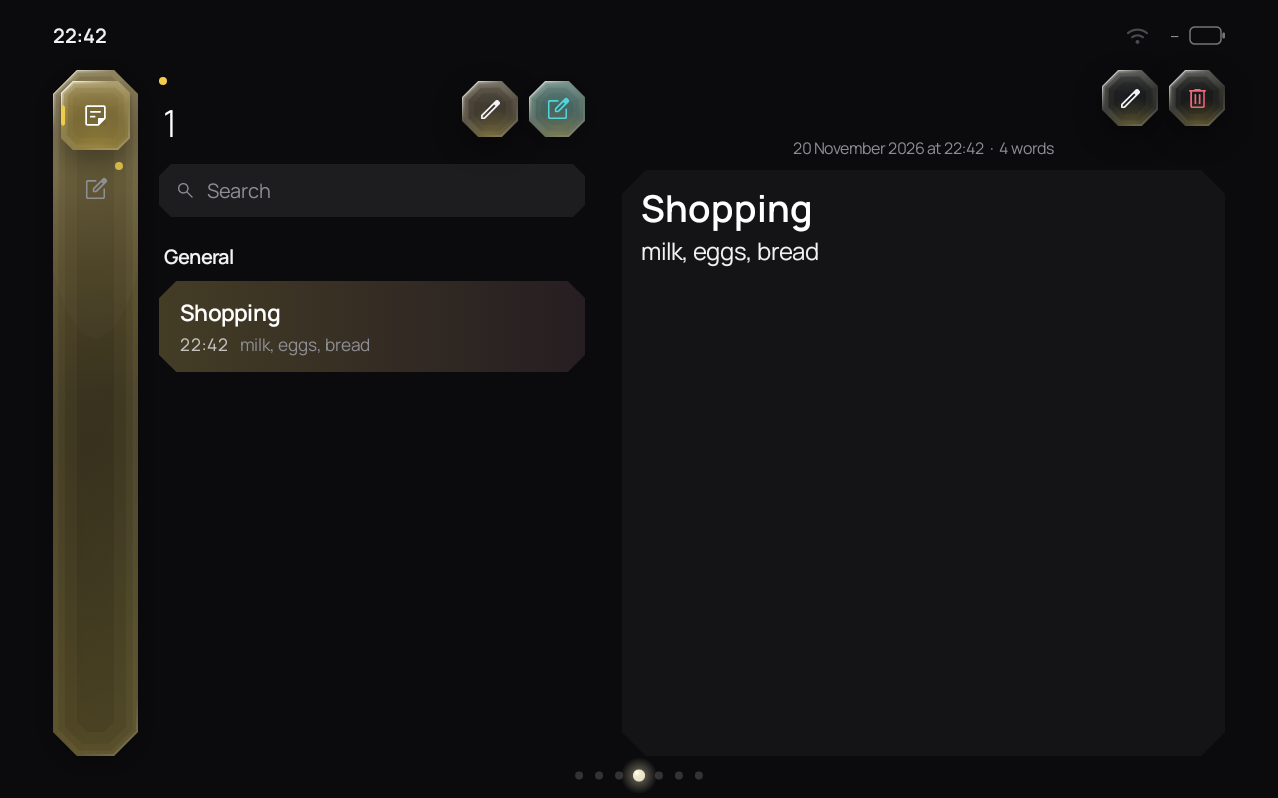 22:42
–
1
Search
General
Shopping
22:42 milk, eggs, bread
20 November 2026 at 22:42 · 4 words
Shopping
milk, eggs, bread